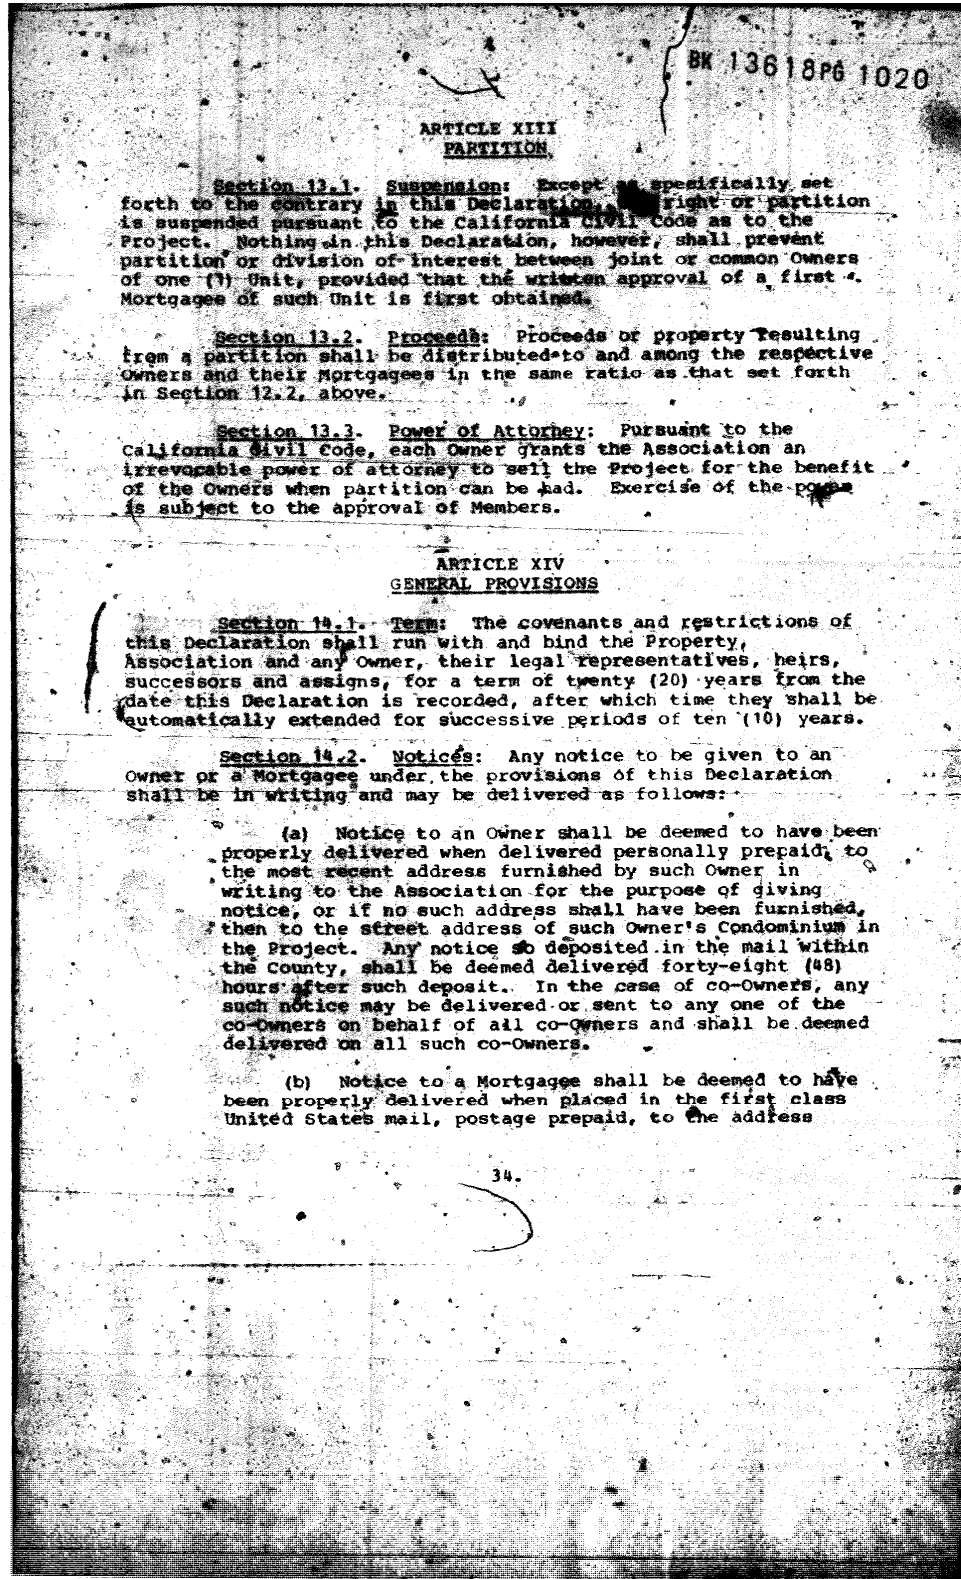 BK 13618PG 1020
ARTICLE XIII
PARTITION
Section 13.1. Suspension: Except as specifically set
forth to the contrary in this Declaration, right or partition
is suspended pursuant to the California Civil Code as to the
Project. Nothing in this Declaration, however, shall prevent
partition or division of interest between joint or common Owners
of one (1) Unit, provided that the written approval of a first
Mortgagee of such Unit is first obtained.
Section 13.2. Proceeds: Proceeds or property resulting
from a partition shall be distributed to and among the respective
Owners and their Mortgagees in the same ratio as that set forth
in Section 12.2, above.
Section 13.3. Power of Attorney: Pursuant to the
California Civil Code, each Owner grants the Association an
irrevocable power of attorney to sell the Project for the benefit
of the Owners when partition can be had. Exercise of the power
is subject to the approval of Members.
ARTICLE XIV
GENERAL PROVISIONS
Section 14.1. Term: The covenants and restrictions of
this Declaration shall run with and bind the Property,
Association and any Owner, their legal representatives, heirs,
successors and assigns, for a term of twenty (20) years from the
date this Declaration is recorded, after which time they shall be
automatically extended for successive periods of ten (10) years.
Section 14.2. Notices: Any notice to be given to an
Owner or a Mortgagee under the provisions of this Declaration
shall be in writing and may be delivered as follows:
(a) Notice to an Owner shall be deemed to have been
properly delivered when delivered personally prepaid, to
the most recent address furnished by such Owner in
writing to the Association for the purpose of giving
notice, or if no such address shall have been furnished,
then to the street address of such Owner's Condominium in
the Project. Any notice so deposited in the mail within
the County, shall be deemed delivered forty-eight (48)
hours after such deposit. In the case of co-Owners, any
such notice may be delivered or sent to any one of the
co-Owners on behalf of all co-Owners and shall be deemed
delivered on all such co-Owners.
(b) Notice to a Mortgagee shall be deemed to have
been properly delivered when placed in the first class
United States mail, postage prepaid, to the address
34.